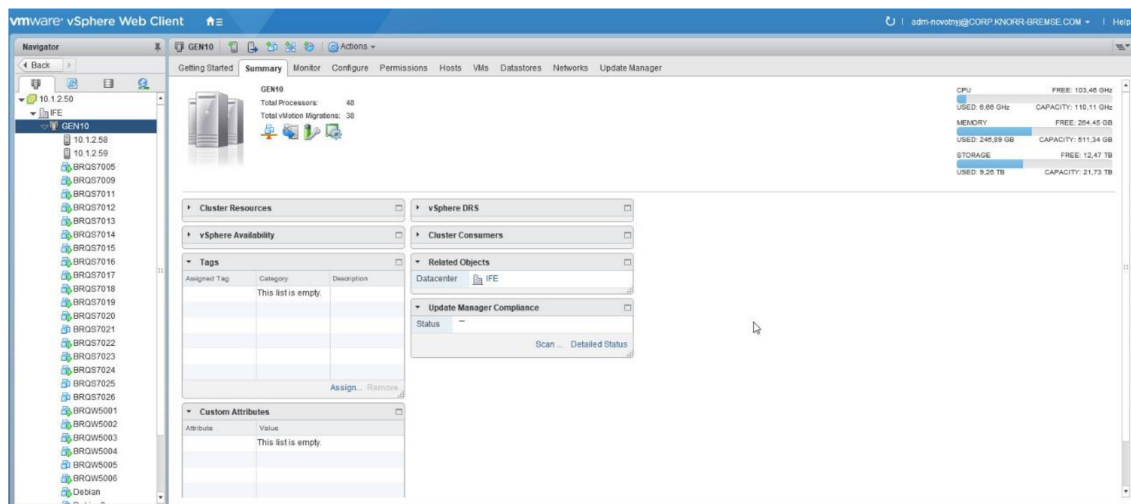 vmware® vSphere Web Client
adm-novotnyj@CORP.KNORR-BREMSE.COM
Help
Navigator
Back
10.1.2.50
IFE
GEN10
10.1.2.58
10.1.2.59
BRQS7005
BRQS7009
BRQS7011
BRQS7012
BRQS7013
BRQS7014
BRQS7015
BRQS7016
BRQS7017
BRQS7018
BRQS7019
BRQS7020
BRQS7021
BRQS7022
BRQS7023
BRQS7024
BRQS7025
BRQS7026
BRQW5001
BRQW5002
BRQW5003
BRQW5004
BRQW5005
BRQW5006
Debian
GEN10 Actions
Getting Started Summary Monitor Configure Permissions Hosts VMs Datastores Networks Update Manager
GEN10
Total Processors: 48
Total vMotion Migrations: 38
CPU FREE: 103,46 GHz
USED: 6,66 GHz CAPACITY: 110,11 GHz
MEMORY FREE: 264,45 GB
USED: 246,89 GB CAPACITY: 511,34 GB
STORAGE FREE: 12,47 TB
USED: 9,26 TB CAPACITY: 21,73 TB
Cluster Resources
vSphere DRS
vSphere Availability
Cluster Consumers
Tags
Assigned Tag Category Description
This list is empty.
Assign... Remove
Related Objects
Datacenter IFE
Update Manager Compliance
Status —
Scan ... Detailed Status
Custom Attributes
Attribute Value
This list is empty.